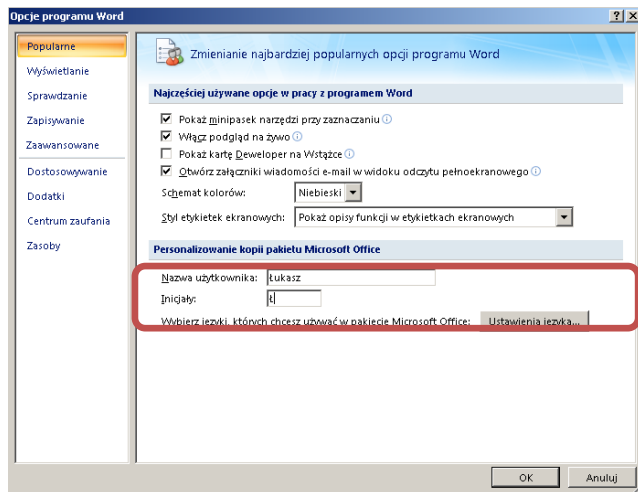 Opcje programu Word
Popularne
Wyświetlanie
Sprawdzanie
Zapisywanie
Zaawansowane
Dostosowywanie
Dodatki
Centrum zaufania
Zasoby
Zmienianie najbardziej popularnych opcji programu Word
Najczęściej używane opcje w pracy z programem Word
Pokaż minipasek narzędzi przy zaznaczaniu
Włącz podgląd na żywo
Pokaż kartę Deweloper na Wstążce
Otwórz załączniki wiadomości e-mail w widoku odczytu pełnoekranowego
Schemat kolorów: Niebieski
Styl etykietek ekranowych: Pokaż opisy funkcji w etykietkach ekranowych
Personalizowanie kopii pakietu Microsoft Office
Nazwa użytkownika: Łukasz
Inicjały: Ł
Wybierz języki, których chcesz używać w pakiecie Microsoft Office: Ustawienia języka...
OK Anuluj